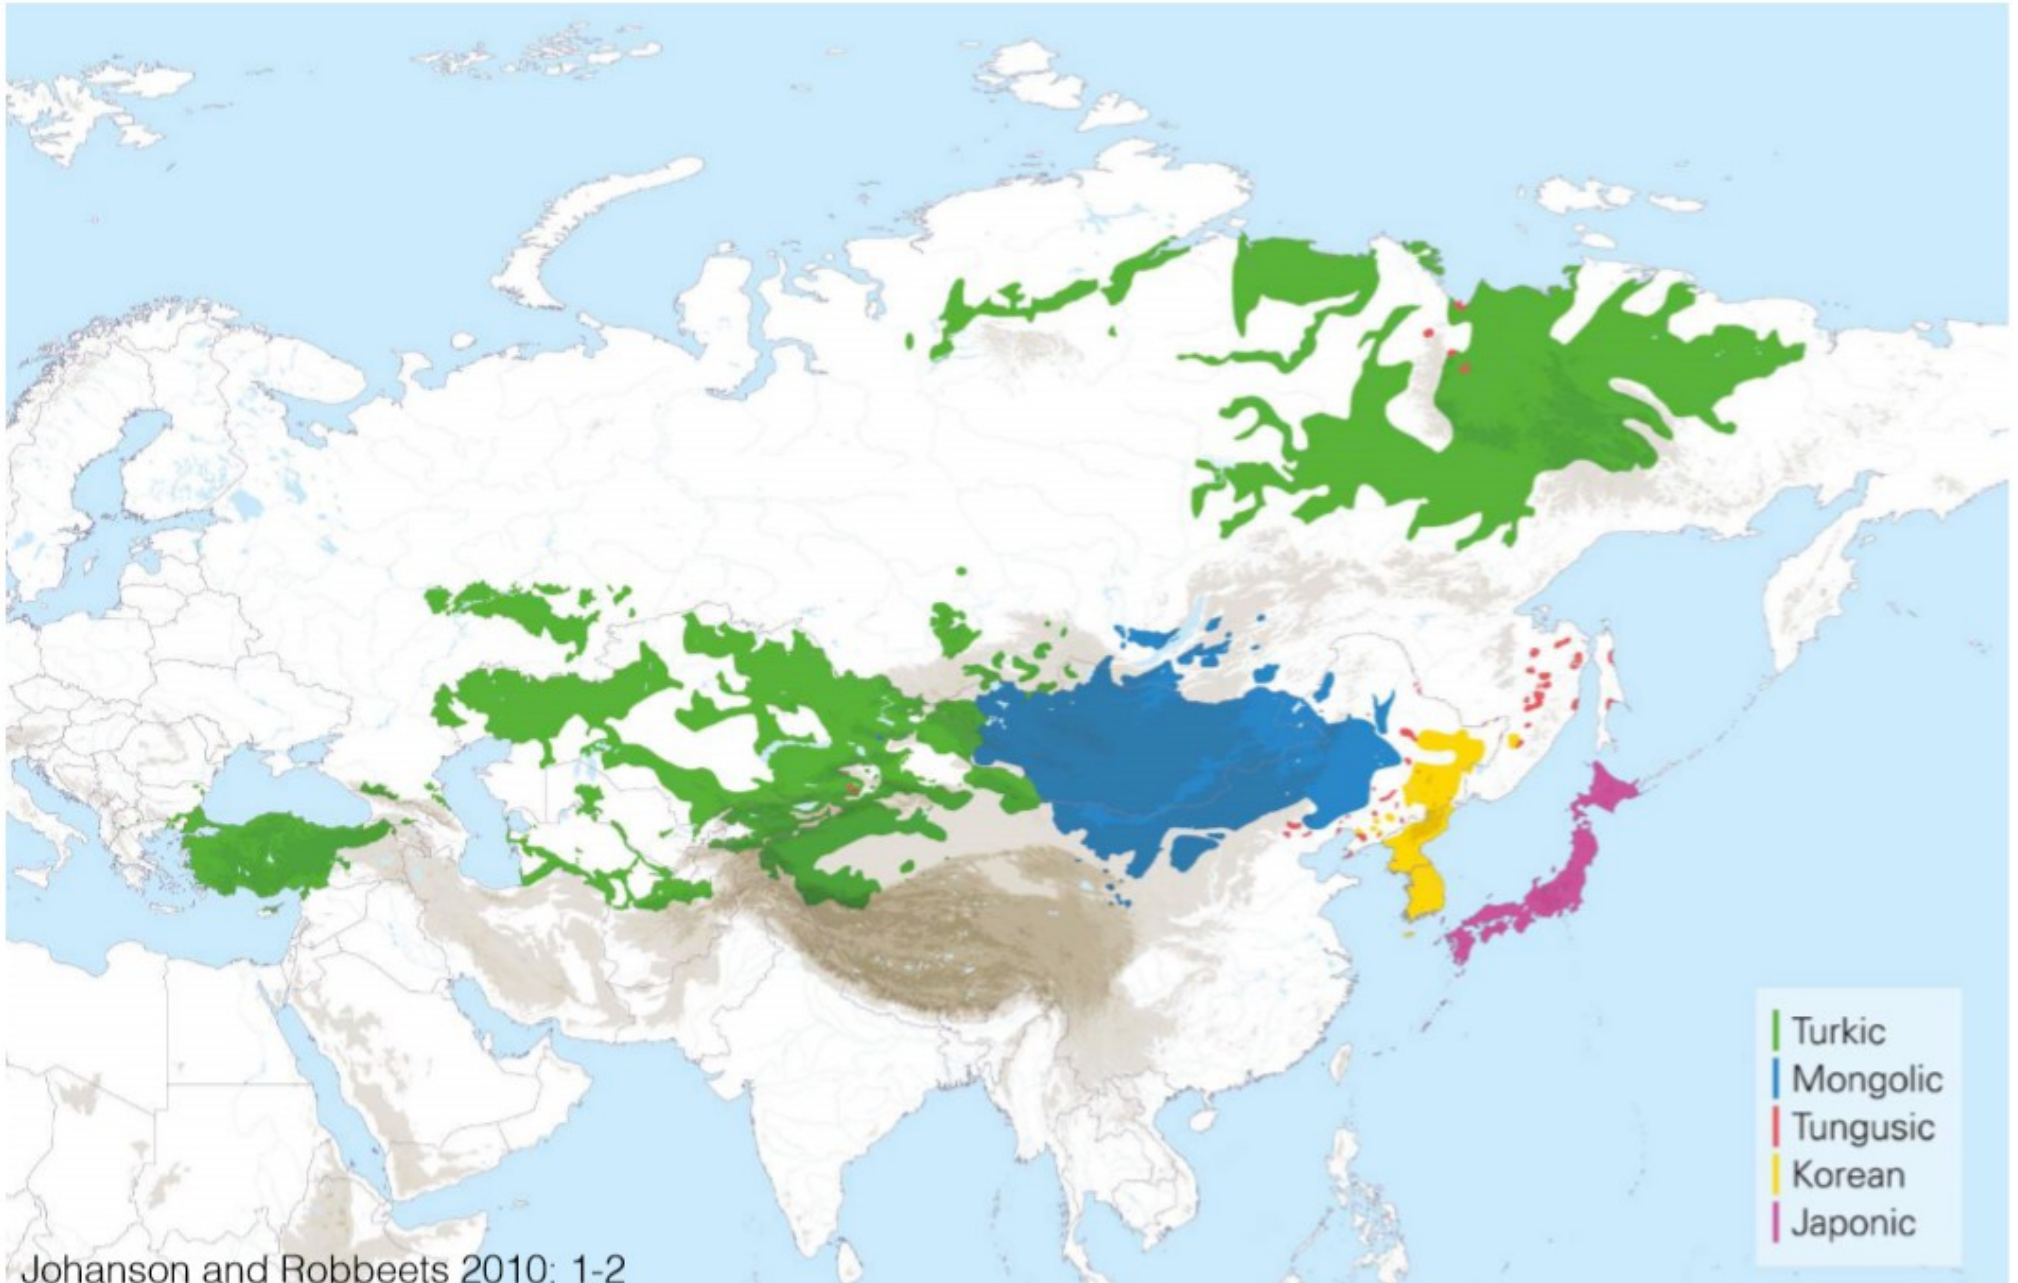 Turkic
Mongolic
Tungusic
Korean
Japonic
Johanson and Robbeets 2010: 1-2